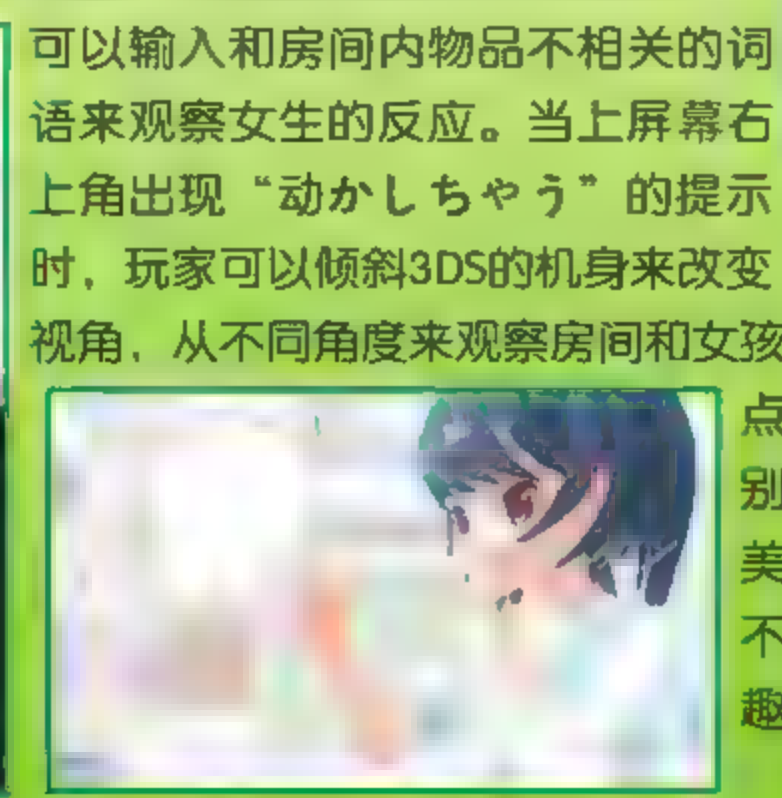 可以输入和房间内物品不相关的词
语来观察女生的反应。当上屏幕右
上角出现“动かしちゃう”的提示
时，玩家可以倾斜3DS的机身来改变
视角，从不同角度来观察房间和女孩
点
别
美
不
趣